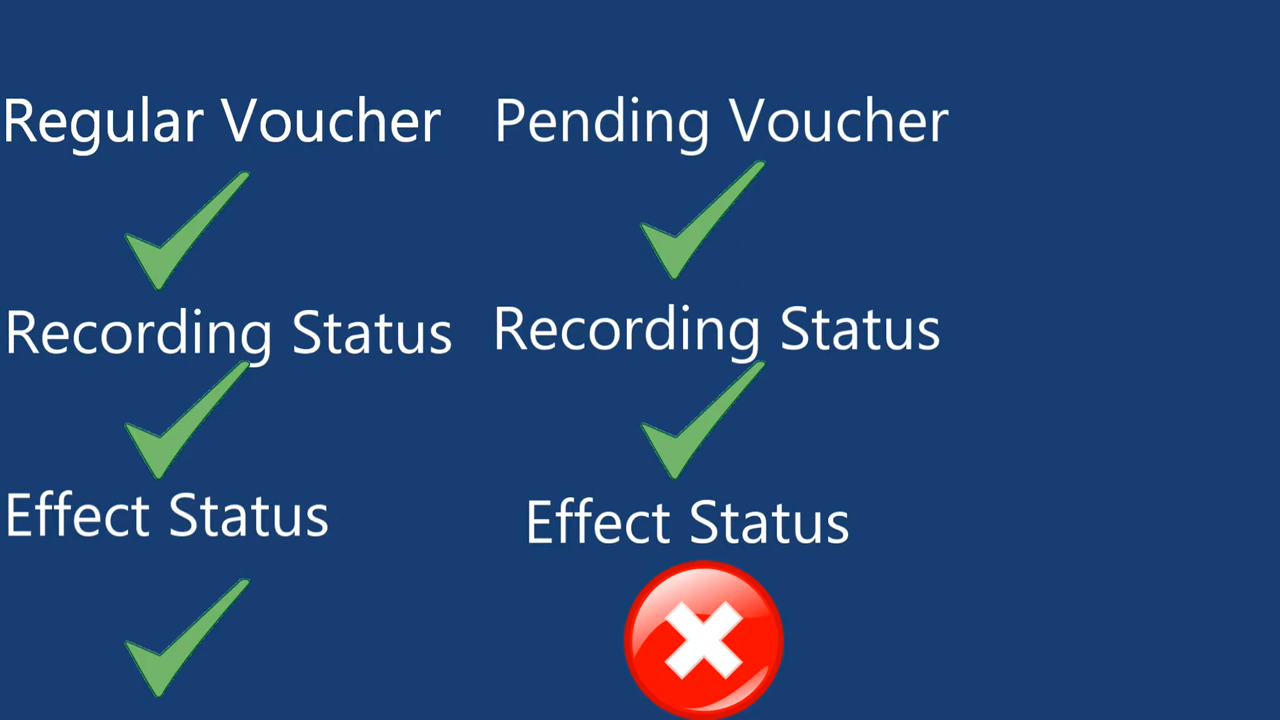 Regular Voucher
Pending Voucher
Recording Status
Recording Status
Effect Status
Effect Status